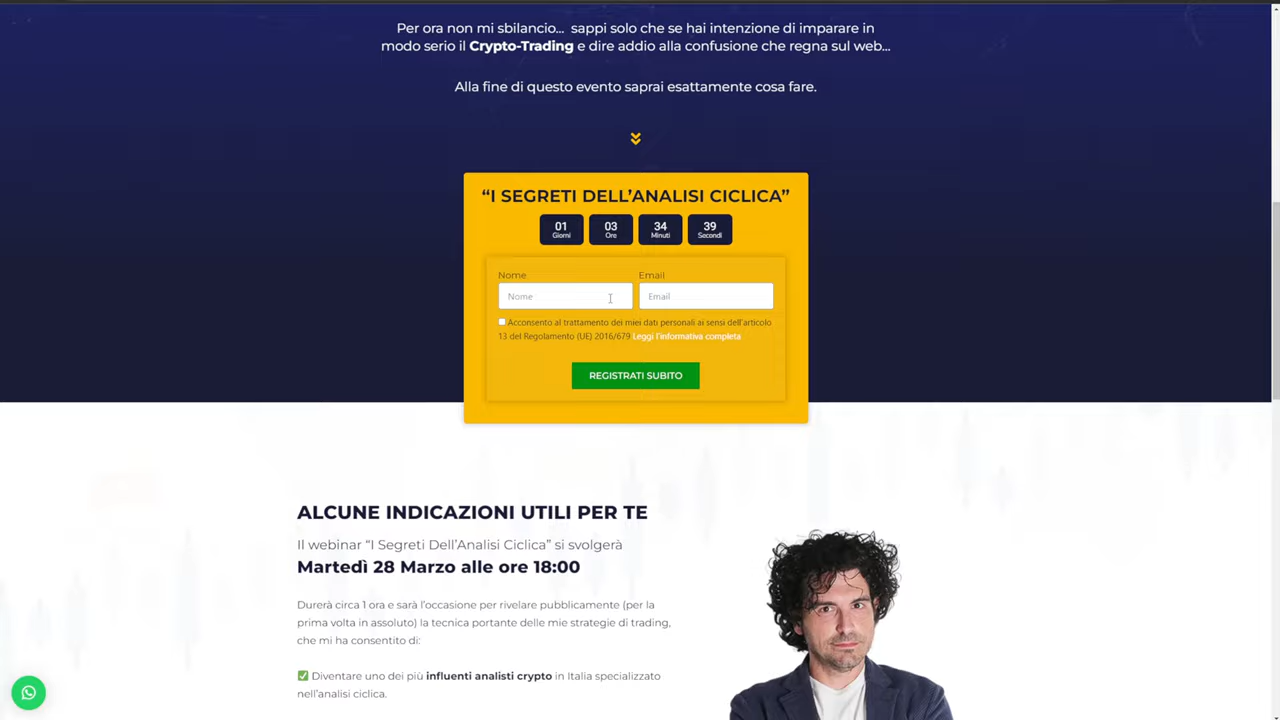 Per ora non mi sbilancio... sappi solo che se hai intenzione di imparare in
modo serio il Crypto-Trading e dire addio alla confusione che regna sul web...
Alla fine di questo evento saprai esattamente cosa fare.
“I SEGRETI DELL’ANALISI CICLICA”
01 03 34 39
Giorni Ore Minuti Secondi
Nome Email
Nome Email
Acconsento al trattamento dei miei dati personali ai sensi dell'articolo
13 del Regolamento (UE) 2016/679 Leggi l'informativa completa
REGISTRATI SUBITO
ALCUNE INDICAZIONI UTILI PER TE
Il webinar “I Segreti Dell’Analisi Ciclica” si svolgerà
Martedì 28 Marzo alle ore 18:00
Durerà circa 1 ora e sarà l’occasione per rivelare pubblicamente (per la
prima volta in assoluto) la tecnica portante delle mie strategie di trading,
che mi ha consentito di:
✅ Diventare uno dei più influenti analisti crypto in Italia specializzato
nell’analisi ciclica.